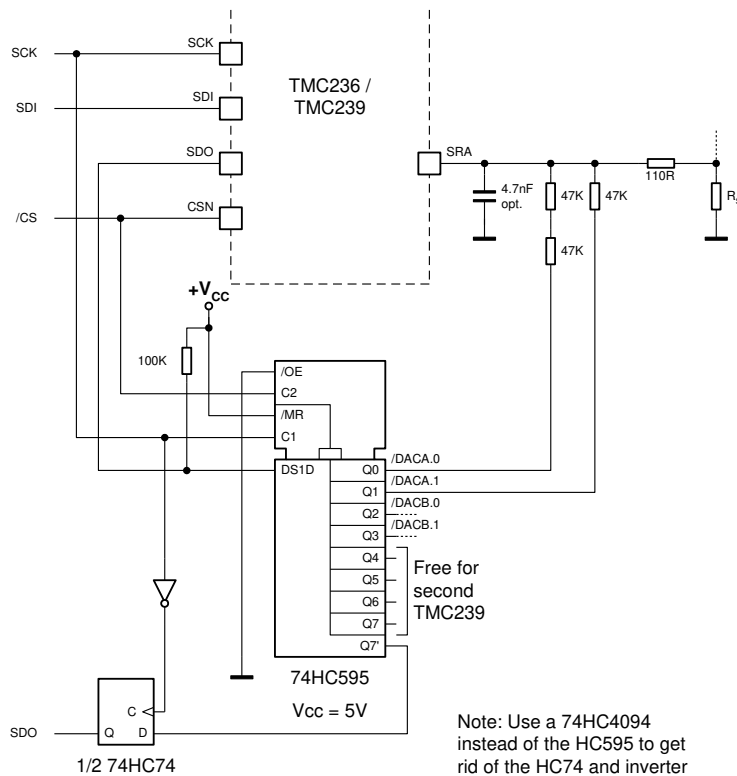 SCK
SCK
TMC236 /
TMC239
SDI
SDI
SDO
SRA
110R
4.7nF
opt.
47K
47K
47K
/CS
CSN
+VCC
100K
/OE
C2
/MR
C1
DS1D
Q0
/DACA.0
Q1
/DACA.1
Q2
/DACB.0
Q3
/DACB.1
Q4
Q5
Q6
Q7
Q7'
Free for
second
TMC239
74HC595
Vcc = 5V
C
SDO
Q
D
1/2 74HC74
Note: Use a 74HC4094
instead of the HC595 to get
rid of the HC74 and inverter